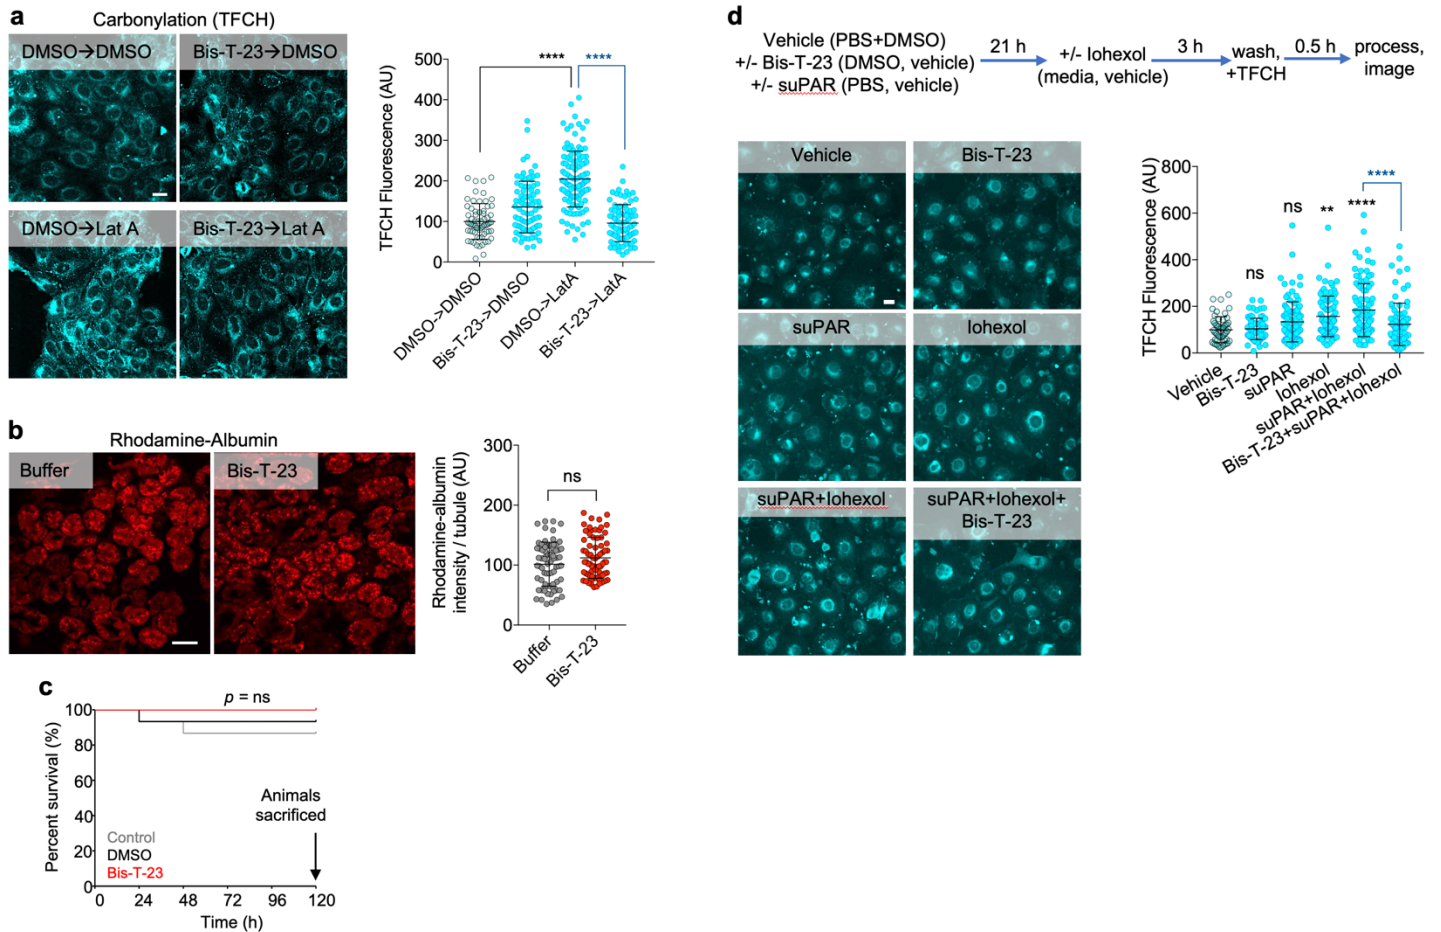 a
Carbonylation (TFCH)
DMSO→DMSO
Bis-T-23→DMSO
DMSO→Lat A
Bis-T-23→Lat A
TFCH Fluorescence (AU)
500
400
300
200
100
0
****
****
DMSO->DMSO
Bis-T-23->DMSO
DMSO->LatA
Bis-T-23->LatA
b
Rhodamine-Albumin
Buffer
Bis-T-23
Rhodamine-albumin
intensity / tubule (AU)
300
200
100
0
ns
Buffer
Bis-T-23
c
p = ns
Percent survival (%)
100
80
60
40
20
0
Animals
sacrificed
Control
DMSO
Bis-T-23
0 24 48 72 96 120
Time (h)
d
Vehicle (PBS+DMSO)
+/- Bis-T-23 (DMSO, vehicle)
+/- suPAR (PBS, vehicle)
21 h
+/- Iohexol
(media, vehicle)
3 h
wash,
+TFCH
0.5 h
process,
image
Vehicle
Bis-T-23
suPAR
Iohexol
suPAR+Iohexol
suPAR+Iohexol+
Bis-T-23
TFCH Fluorescence (AU)
800
600
400
200
0
ns
ns
**
****
****
Vehicle
Bis-T-23
suPAR
Iohexol
suPAR+Iohexol
Bis-T-23+suPAR+Iohexol